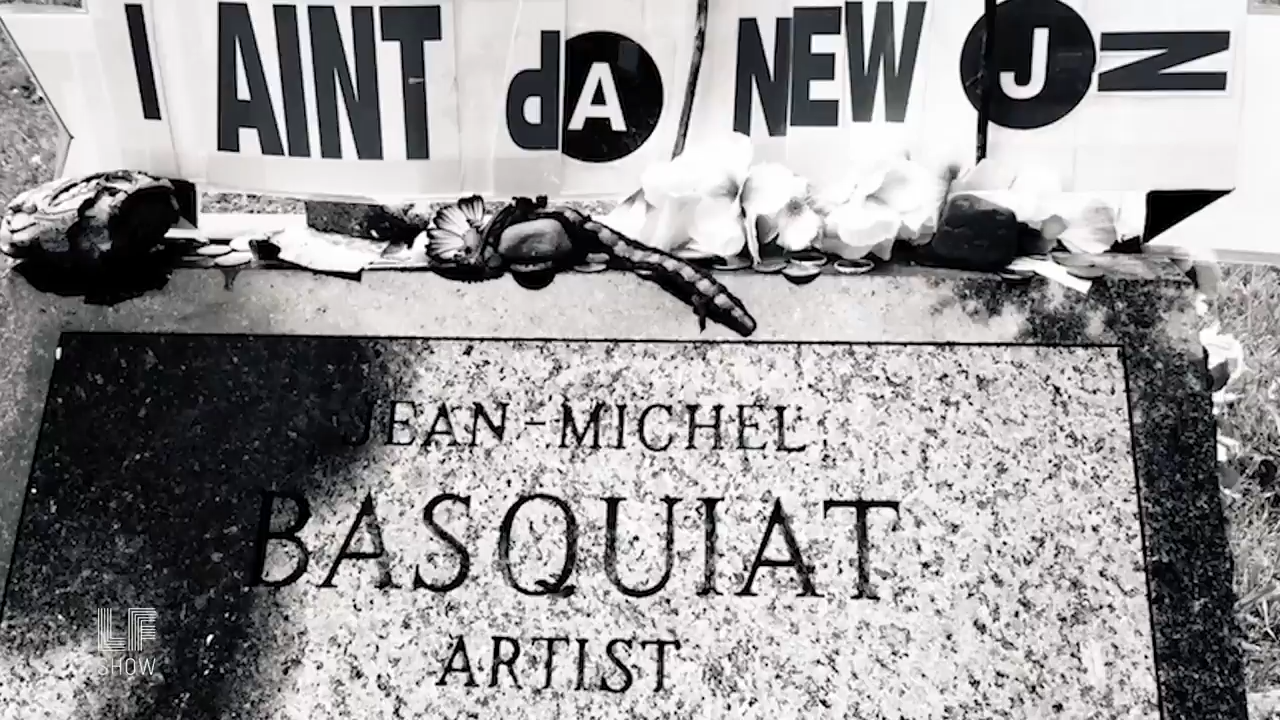 I AINT dA NEW JZ
JEAN-MICHEL
BASQUIAT
ARTIST
LF
SHOW